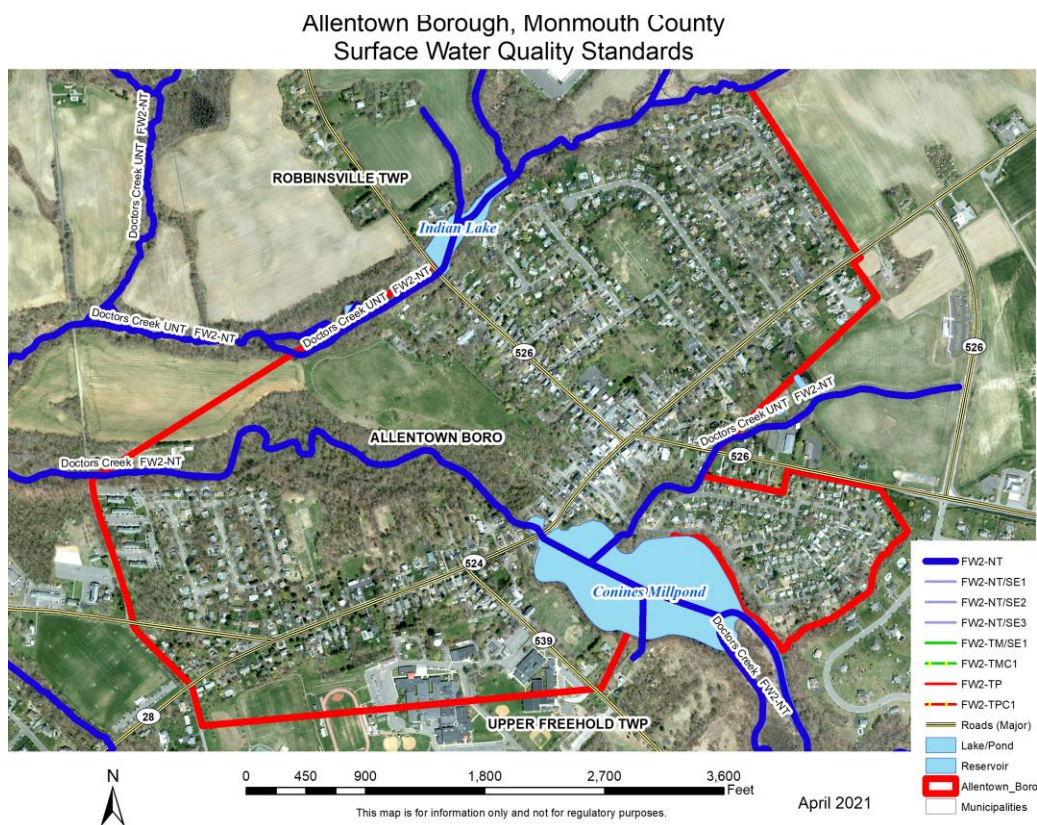 Allentown Borough, Monmouth County
Surface Water Quality Standards
Doctors Creek UNT FW2-NT
ROBBINSVILLE TWP
Indian Lake
Doctors Creek UNT FW2-NT
Doctors Creek UNT FW2-NT
526
526
ALLENTOWN BORO
Doctors Creek UNT FW2-NT
526
Doctors Creek FW2-NT
524
Conines Millpond
539
Doctors Creek FW2-NT
28
UPPER FREEHOLD TWP
FW2-NT
FW2-NT/SE1
FW2-NT/SE2
FW2-NT/SE3
FW2-TM/SE1
FW2-TMC1
FW2-TP
FW2-TPC1
Roads (Major)
Lake/Pond
Reservoir
Allentown_Boro
Municipalities
N
0 450 900 1,800 2,700 3,600
Feet
This map is for information only and not for regulatory purposes.
April 2021